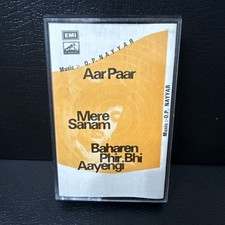 EMI
Music :- O.P. NAYYAR
Aar Paar
Mere
Sanam
Baharen
Phir Bhi
Aayengi
Music :- O.P. NAYYAR